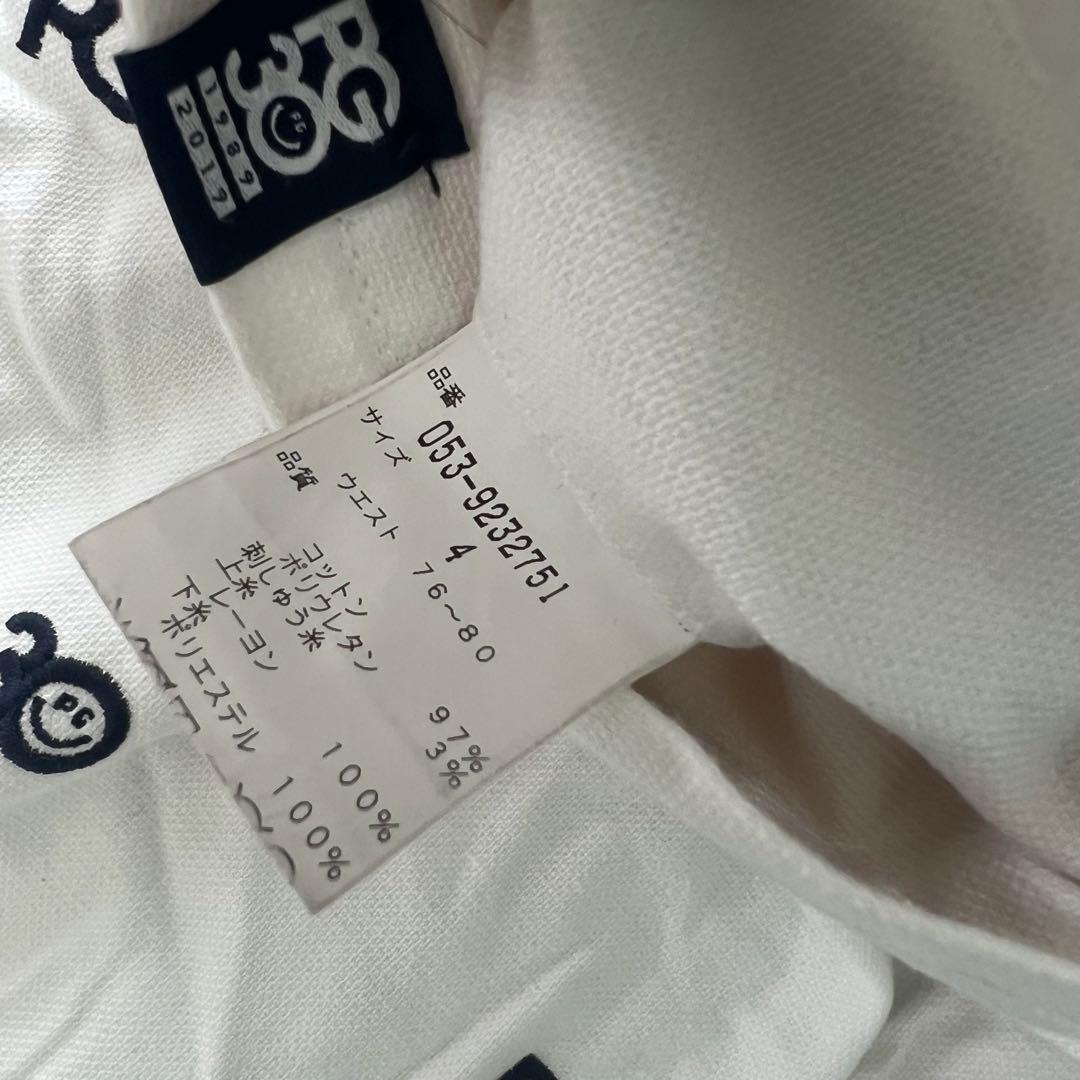 PG
30
PG
1989
2019
品番 053-9232751
サイズ 4
ウエスト 76～80
品質
コットン 97%
ポリウレタン 3%
刺しゅう糸
上糸 レーヨン 100%
下糸 ポリエステル 100%
PG